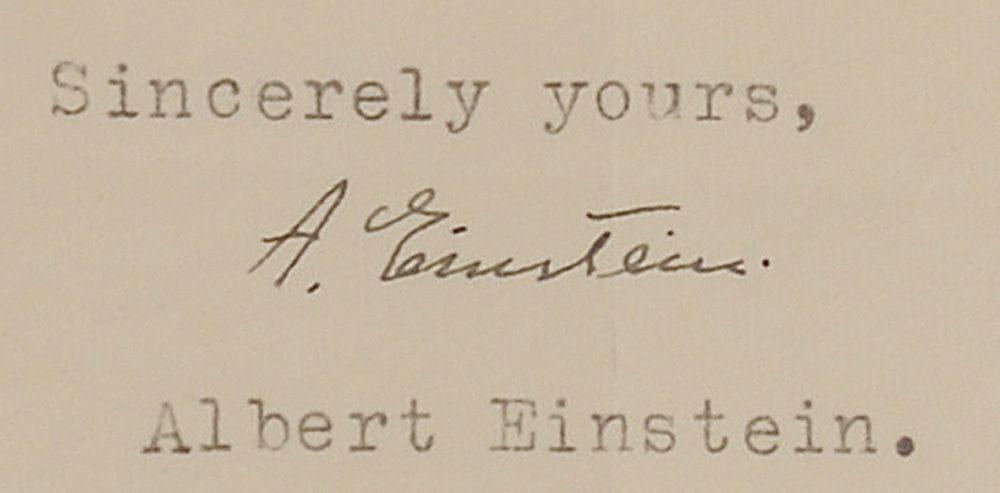 Sincerely yours,
A. Einstein.
Albert Einstein.